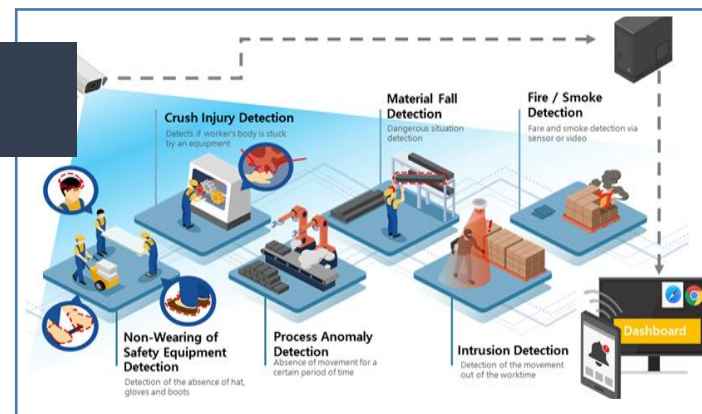 Crush Injury Detection
Detects if worker's body is stuck
by an equipment
Material Fall
Detection
Dangerous situation
detection
Fire / Smoke
Detection
Fare and smoke detection via
sensor or video
Non-Wearing of
Safety Equipment
Detection
Detection of the absence of hat,
gloves and boots
Process Anomaly
Detection
Absence of movement for a
certain period of time
Intrusion Detection
Detection of the movement
out of the worktime
Dashboard